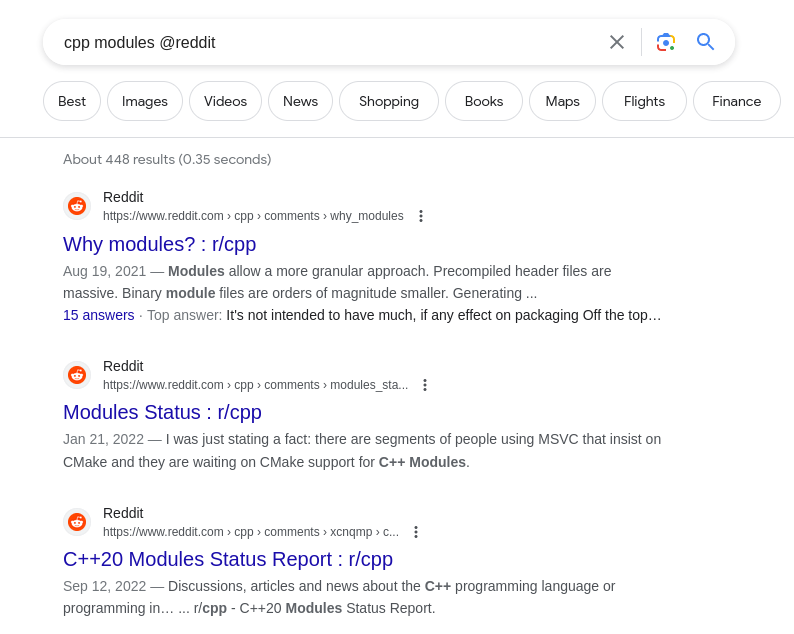 cpp modules @reddit
Best Images Videos News Shopping Books Maps Flights Finance
About 448 results (0.35 seconds)
Reddit
https://www.reddit.com › cpp › comments › why_modules
Why modules? : r/cpp
Aug 19, 2021 — Modules allow a more granular approach. Precompiled header files are
massive. Binary module files are orders of magnitude smaller. Generating ...
15 answers · Top answer: It's not intended to have much, if any effect on packaging Off the top…
Reddit
https://www.reddit.com › cpp › comments › modules_sta...
Modules Status : r/cpp
Jan 21, 2022 — I was just stating a fact: there are segments of people using MSVC that insist on
CMake and they are waiting on CMake support for C++ Modules.
Reddit
https://www.reddit.com › cpp › comments › xcnqmp › c...
C++20 Modules Status Report : r/cpp
Sep 12, 2022 — Discussions, articles and news about the C++ programming language or
programming in… ... r/cpp - C++20 Modules Status Report.